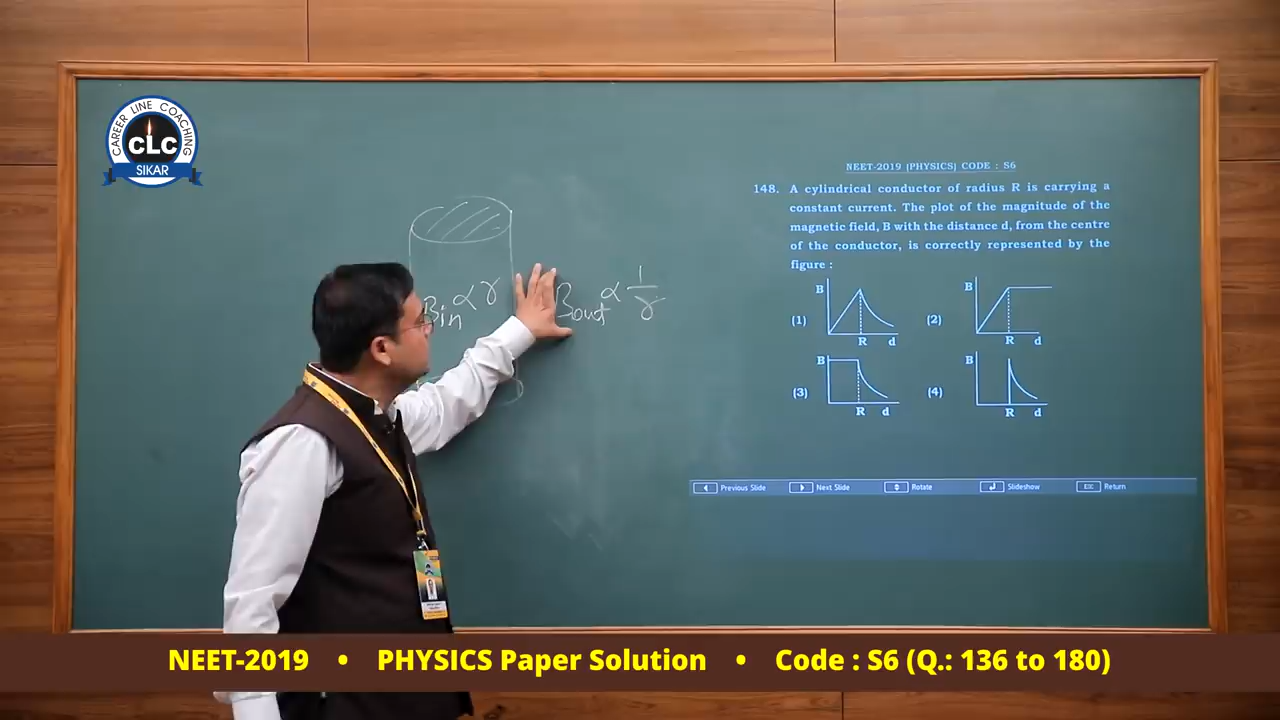 CAREER LINE COACHING
CLC
SIKAR
B_in ∝ r
B_out ∝ 1/r
NEET-2019 (PHYSICS) CODE : S6
148. A cylindrical conductor of radius R is carrying a
constant current. The plot of the magnitude of the
magnetic field, B with the distance d, from the centre
of the conductor, is correctly represented by the
figure :
(1) B R d (2) B R d
(3) B R d (4) B R d
Previous Slide Next Slide Rotate Slideshow ESC Return
NEET-2019 • PHYSICS Paper Solution • Code : S6 (Q.: 136 to 180)